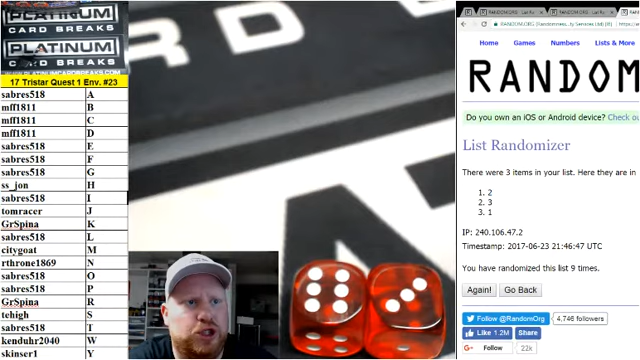 PLATINUM
CARD BREAKS
PLATINUM
CARD BREAKS
WWW.PLATINUMCARDBREAKS.COM
17 Tristar Quest 1 Env. #23
sabres518 A
mff1811 B
mff1811 C
mff1811 D
sabres518 E
sabres518 F
sabres518 G
ss_jon H
sabres518 I
tomracer J
GrSpina K
sabres518 L
citygoat M
rthrone1869 N
sabres518 O
sabres518 P
GrSpina R
tehigh S
sabres518 T
kenduhr2040 W
skinser1 Y
RD
Home Games Numbers Lists & More
RANDOM
Do you own an iOS or Android device? Check ou
List Randomizer
There were 3 items in your list. Here they are in
1. 2
2. 3
3. 1
IP: 240.106.47.2
Timestamp: 2017-06-23 21:46:47 UTC
You have randomized this list 9 times.
Again! Go Back
Follow @RandomOrg 4,746 followers
Like 1.2M Share
Follow 22k